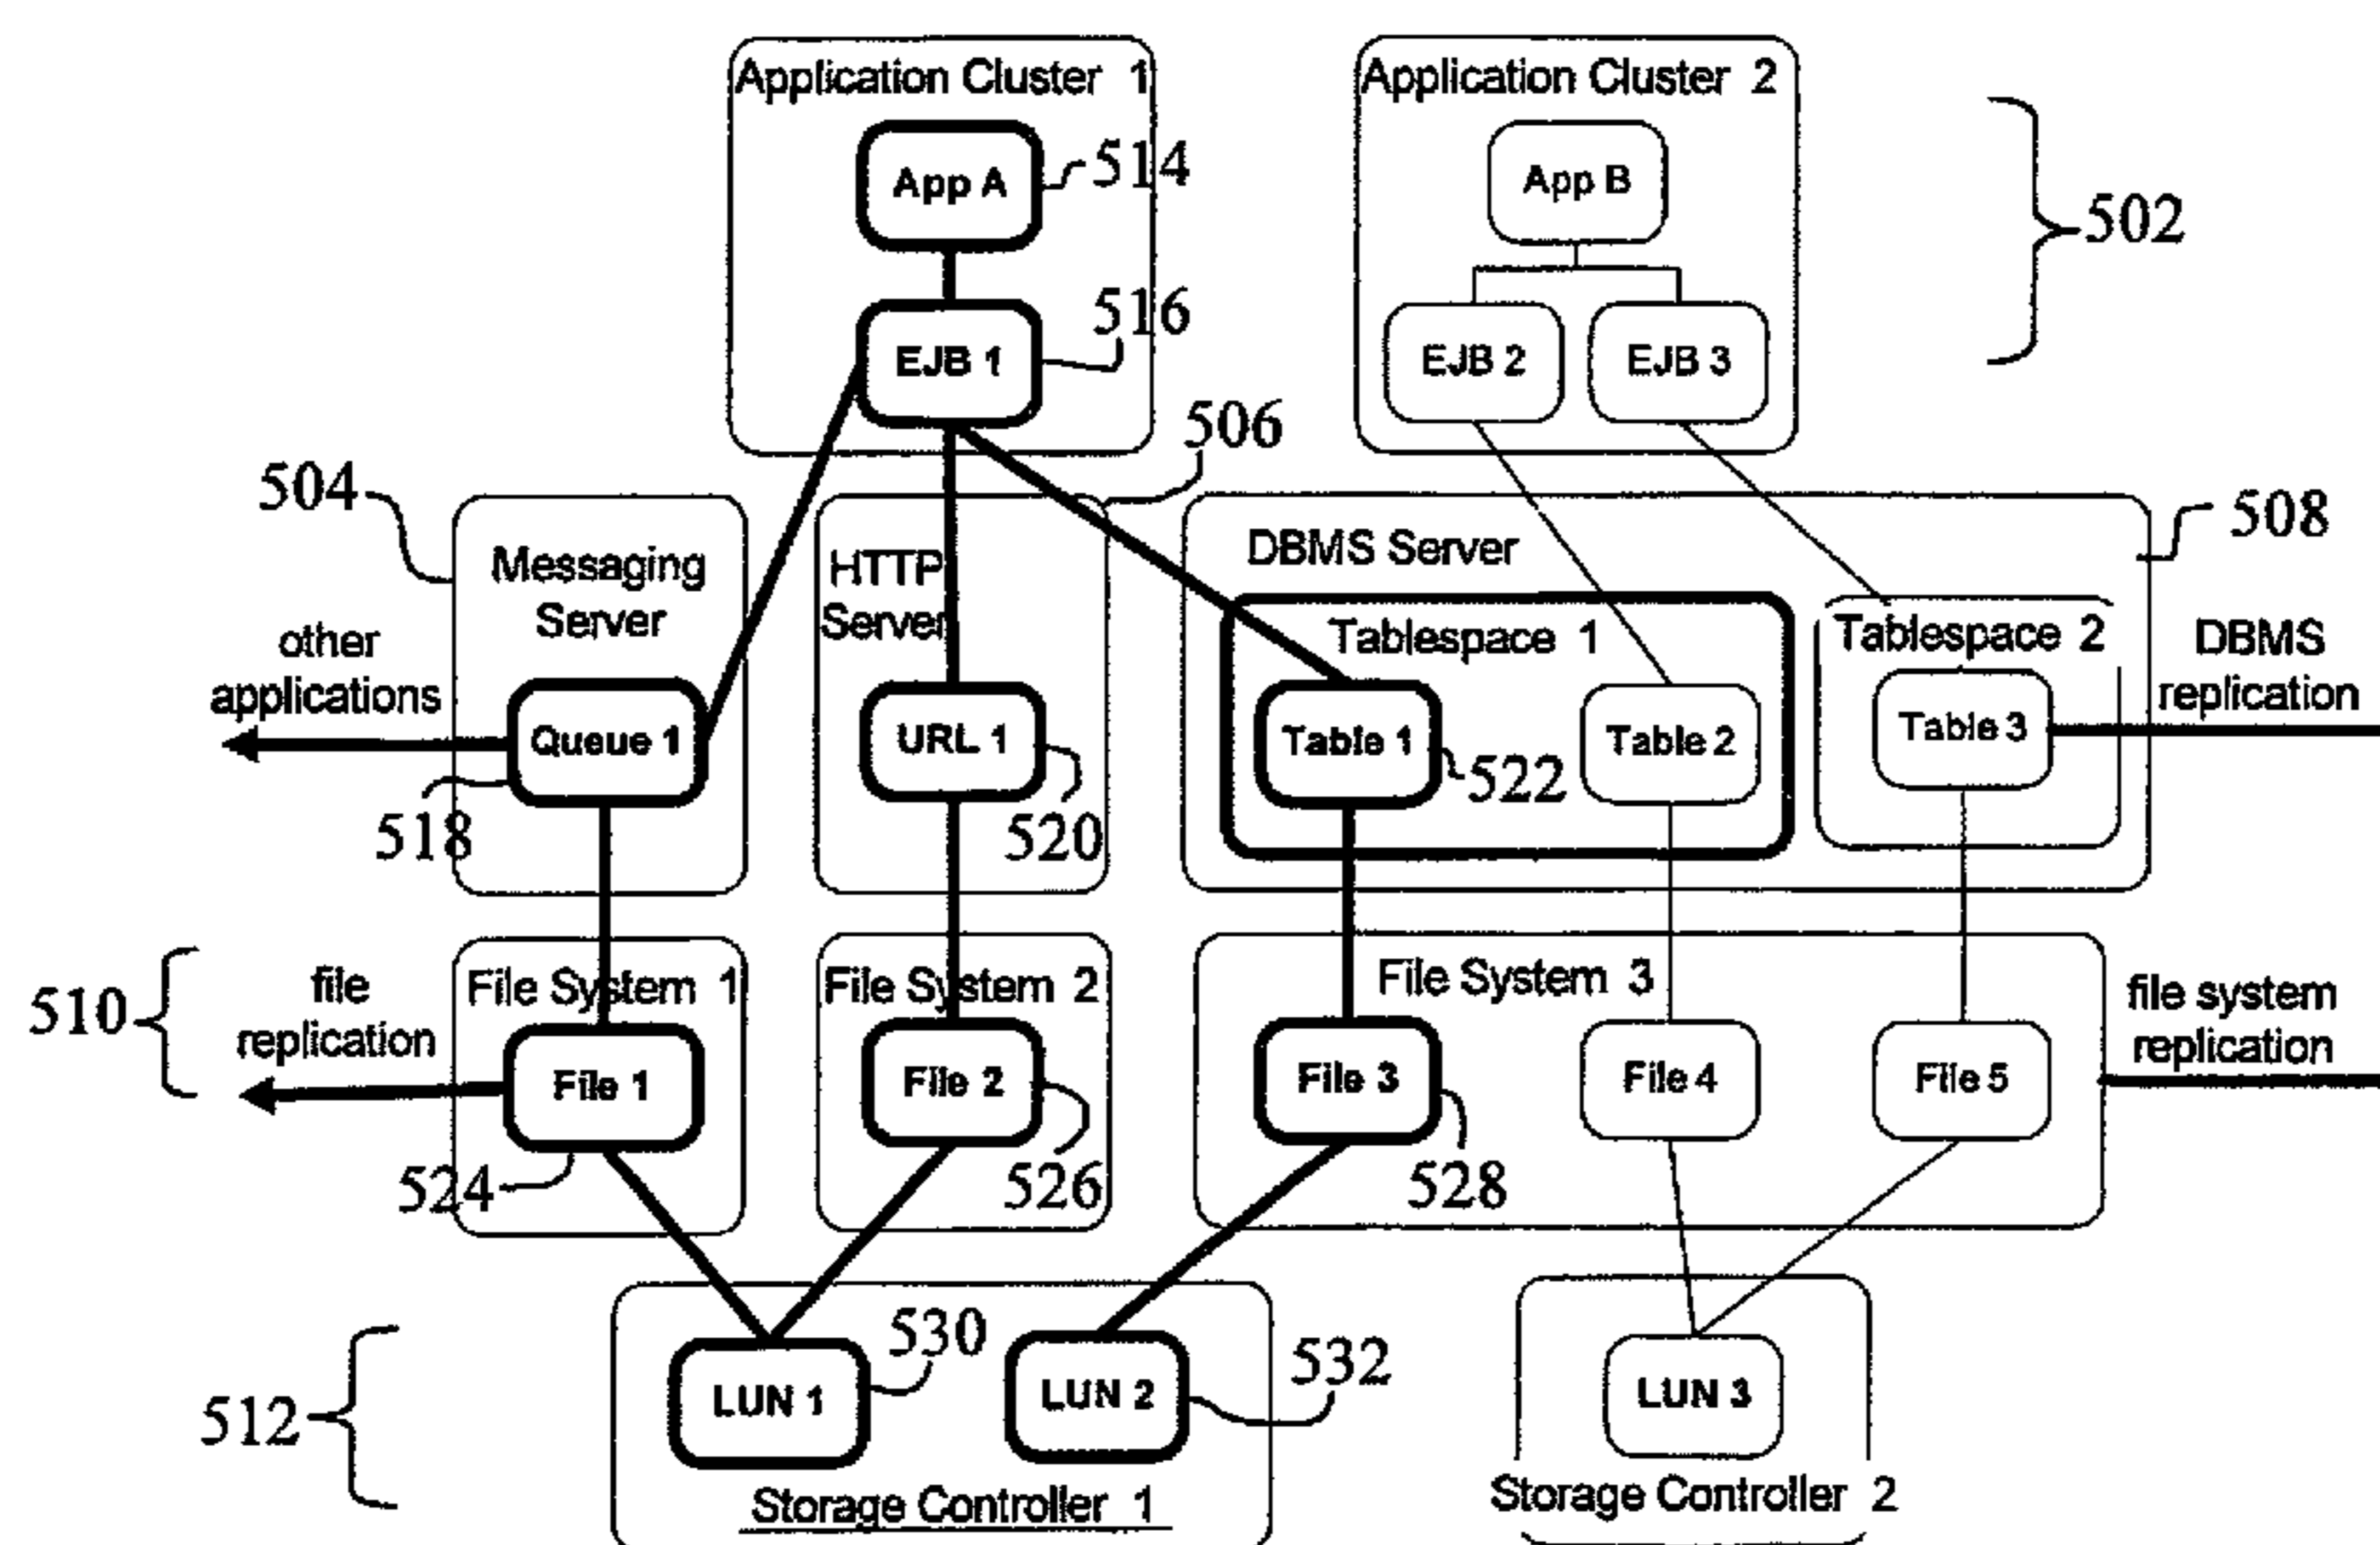 Application Cluster 1
Application Cluster 2
App A
514
App B
502
516
EJB 1
EJB 2
EJB 3
506
504
508
Messaging
Server
HTTP
Server
DBMS Server
other
applications
Tablespace 1
Tablespace 2
DBMS
replication
Queue 1
URL 1
Table 1
Table 2
Table 3
518
520
522
510
file
replication
File System 1
File System 2
File System 3
file system
replication
File 1
File 2
File 3
File 4
File 5
524
526
528
530
532
512
LUN 1
LUN 2
LUN 3
Storage Controller 1
Storage Controller 2